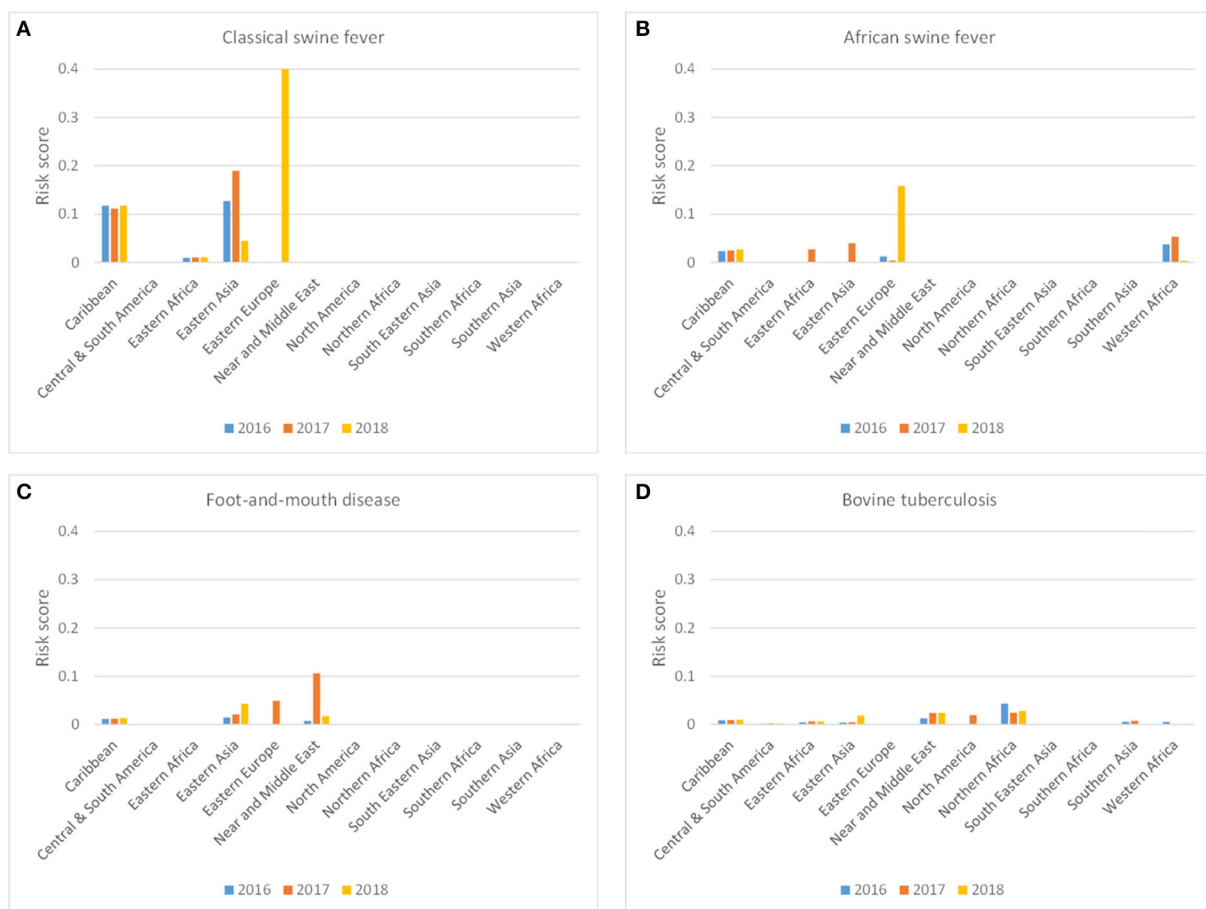 A
Classical swine fever
Risk score
0.4
0.3
0.2
0.1
0
Caribbean
Central & South America
Eastern Africa
Eastern Asia
Eastern Europe
Near and Middle East
North America
Northern Africa
South Eastern Asia
Southern Africa
Southern Asia
Western Africa
2016 2017 2018
B
African swine fever
Risk score
0.4
0.3
0.2
0.1
0
Caribbean
Central & South America
Eastern Africa
Eastern Asia
Eastern Europe
Near and Middle East
North America
Northern Africa
South Eastern Asia
Southern Africa
Southern Asia
Western Africa
2016 2017 2018
C
Foot-and-mouth disease
Risk score
0.4
0.3
0.2
0.1
0
Caribbean
Central & South America
Eastern Africa
Eastern Asia
Eastern Europe
Near and Middle East
North America
Northern Africa
South Eastern Asia
Southern Africa
Southern Asia
Western Africa
2016 2017 2018
D
Bovine tuberculosis
Risk score
0.4
0.3
0.2
0.1
0
Caribbean
Central & South America
Eastern Africa
Eastern Asia
Eastern Europe
Near and Middle East
North America
Northern Africa
South Eastern Asia
Southern Africa
Southern Asia
Western Africa
2016 2017 2018